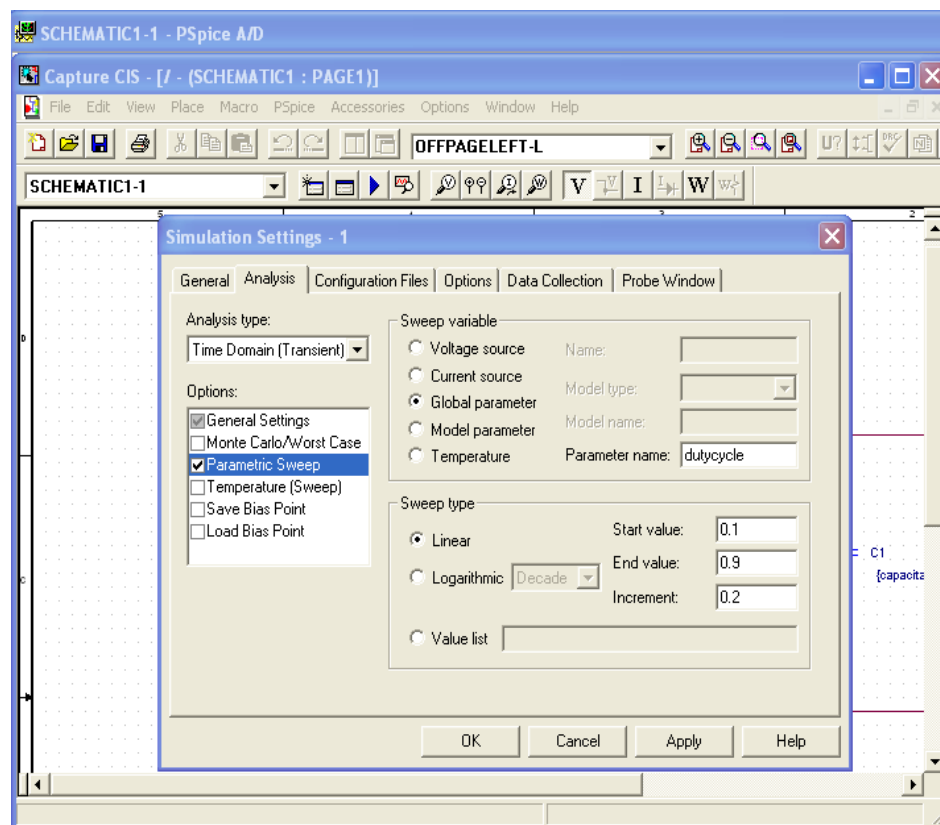 SCHEMATIC1-1 - PSpice A/D
Capture CIS - [/ - (SCHEMATIC1 : PAGE1)]
File Edit View Place Macro PSpice Accessories Options Window Help
OFFPAGELEFT-L
U?
DRC
SCHEMATIC1-1
V I W
5
2
Simulation Settings - 1
General Analysis Configuration Files Options Data Collection Probe Window
Analysis type:
Time Domain (Transient)
Options:
General Settings
Monte Carlo/Worst Case
Parametric Sweep
Temperature (Sweep)
Save Bias Point
Load Bias Point
Sweep variable
Voltage source Name:
Current source
Model type:
Global parameter
Model name:
Model parameter
Temperature Parameter name: dutycycle
Sweep type
Linear
Logarithmic Decade
Value list
Start value: 0.1
End value: 0.9
Increment: 0.2
OK Cancel Apply Help
D
C
C1
{capacita